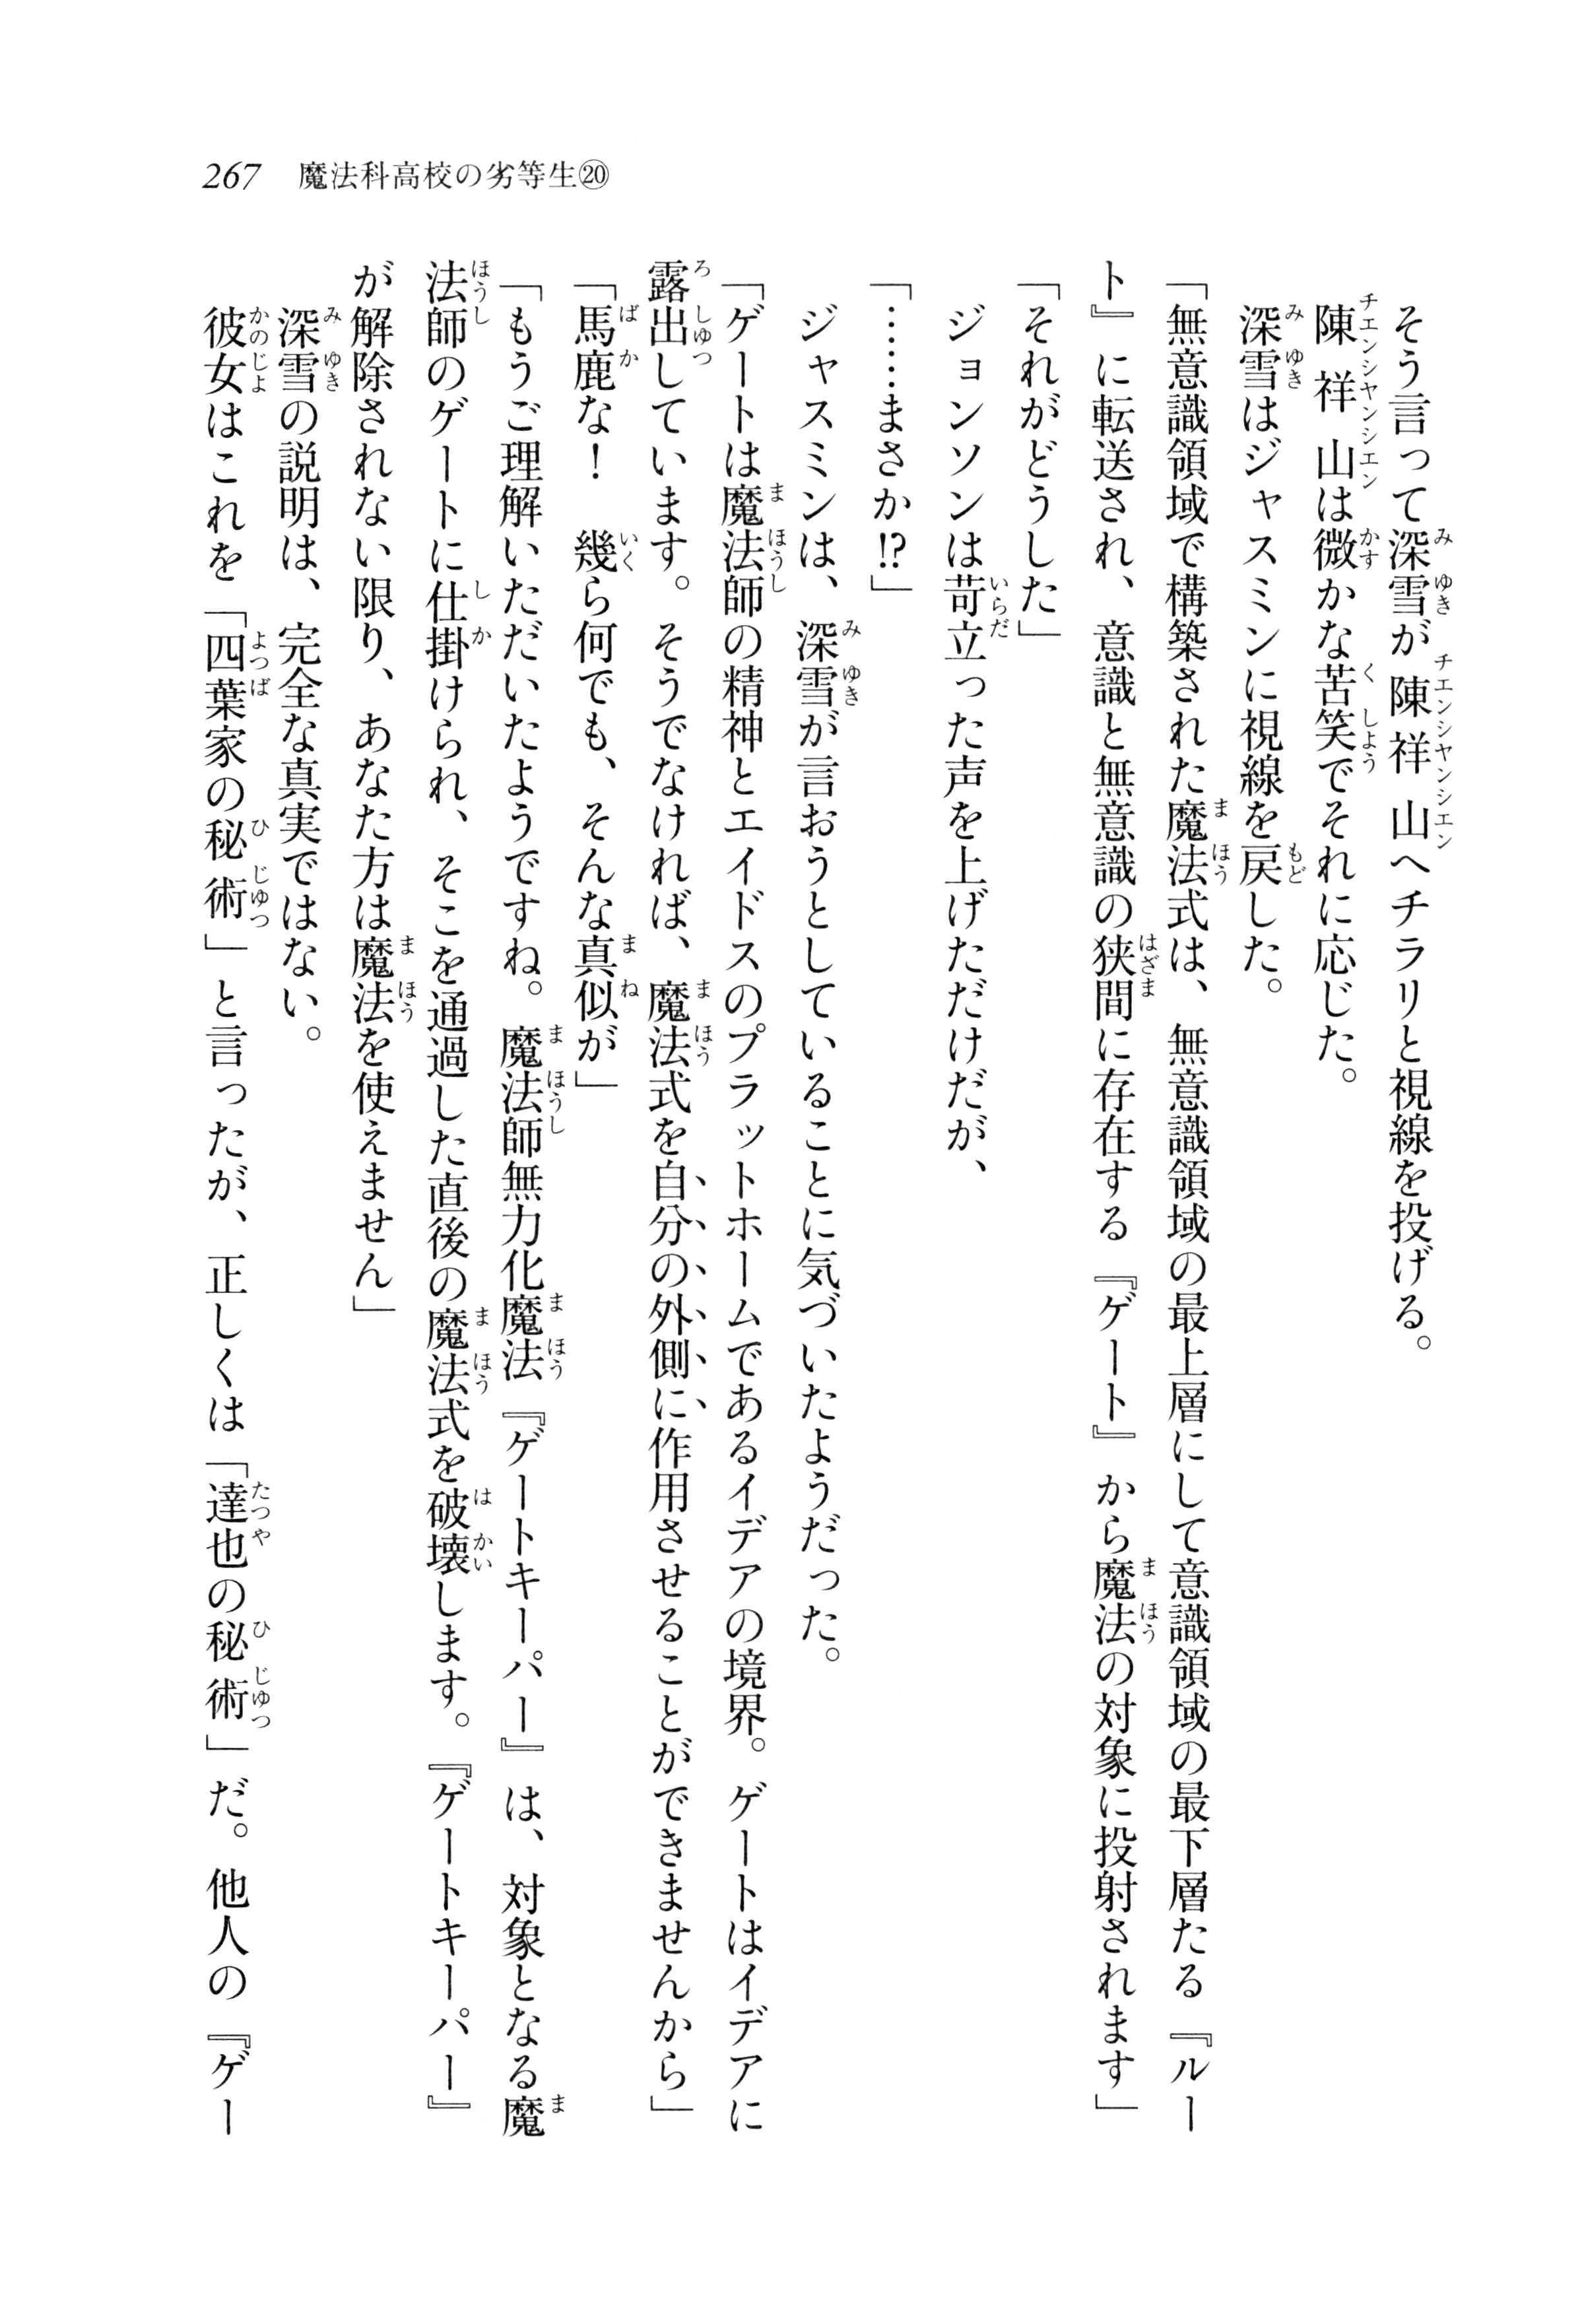 267 魔法科高校の劣等生⑳
そう言って深雪が陳祥山へチラリと視線を投げる。
陳祥山は微かな苦笑でそれに応じた。
深雪はジャスミンに視線を戻した。
「無意識領域で構築された魔法式は、無意識領域の最上層にして意識領域の最下層たる『ルー
ト』に転送され、意識と無意識の狭間に存在する『ゲート』から魔法の対象に投射されます」
「それがどうした」
ジョンソンは苛立った声を上げただけだが、
「……まさか⁉」
ジャスミンは、深雪が言おうとしていることに気づいたようだった。
「ゲートは魔法師の精神とエイドスのプラットホームであるイデアの境界。ゲートはイデアに
露出しています。そうでなければ、魔法式を自分の外側に作用させることができませんから」
「馬鹿な！　幾ら何でも、そんな真似が」
「もうご理解いただいたようですね。魔法師無力化魔法『ゲートキーパー』は、対象となる魔
法師のゲートに仕掛けられ、そこを通過した直後の魔法式を破壊します。『ゲートキーパー』
が解除されない限り、あなた方は魔法を使えません」
深雪の説明は、完全な真実ではない。
彼女はこれを「四葉家の秘術」と言ったが、正しくは「達也の秘術」だ。他人の『ゲー